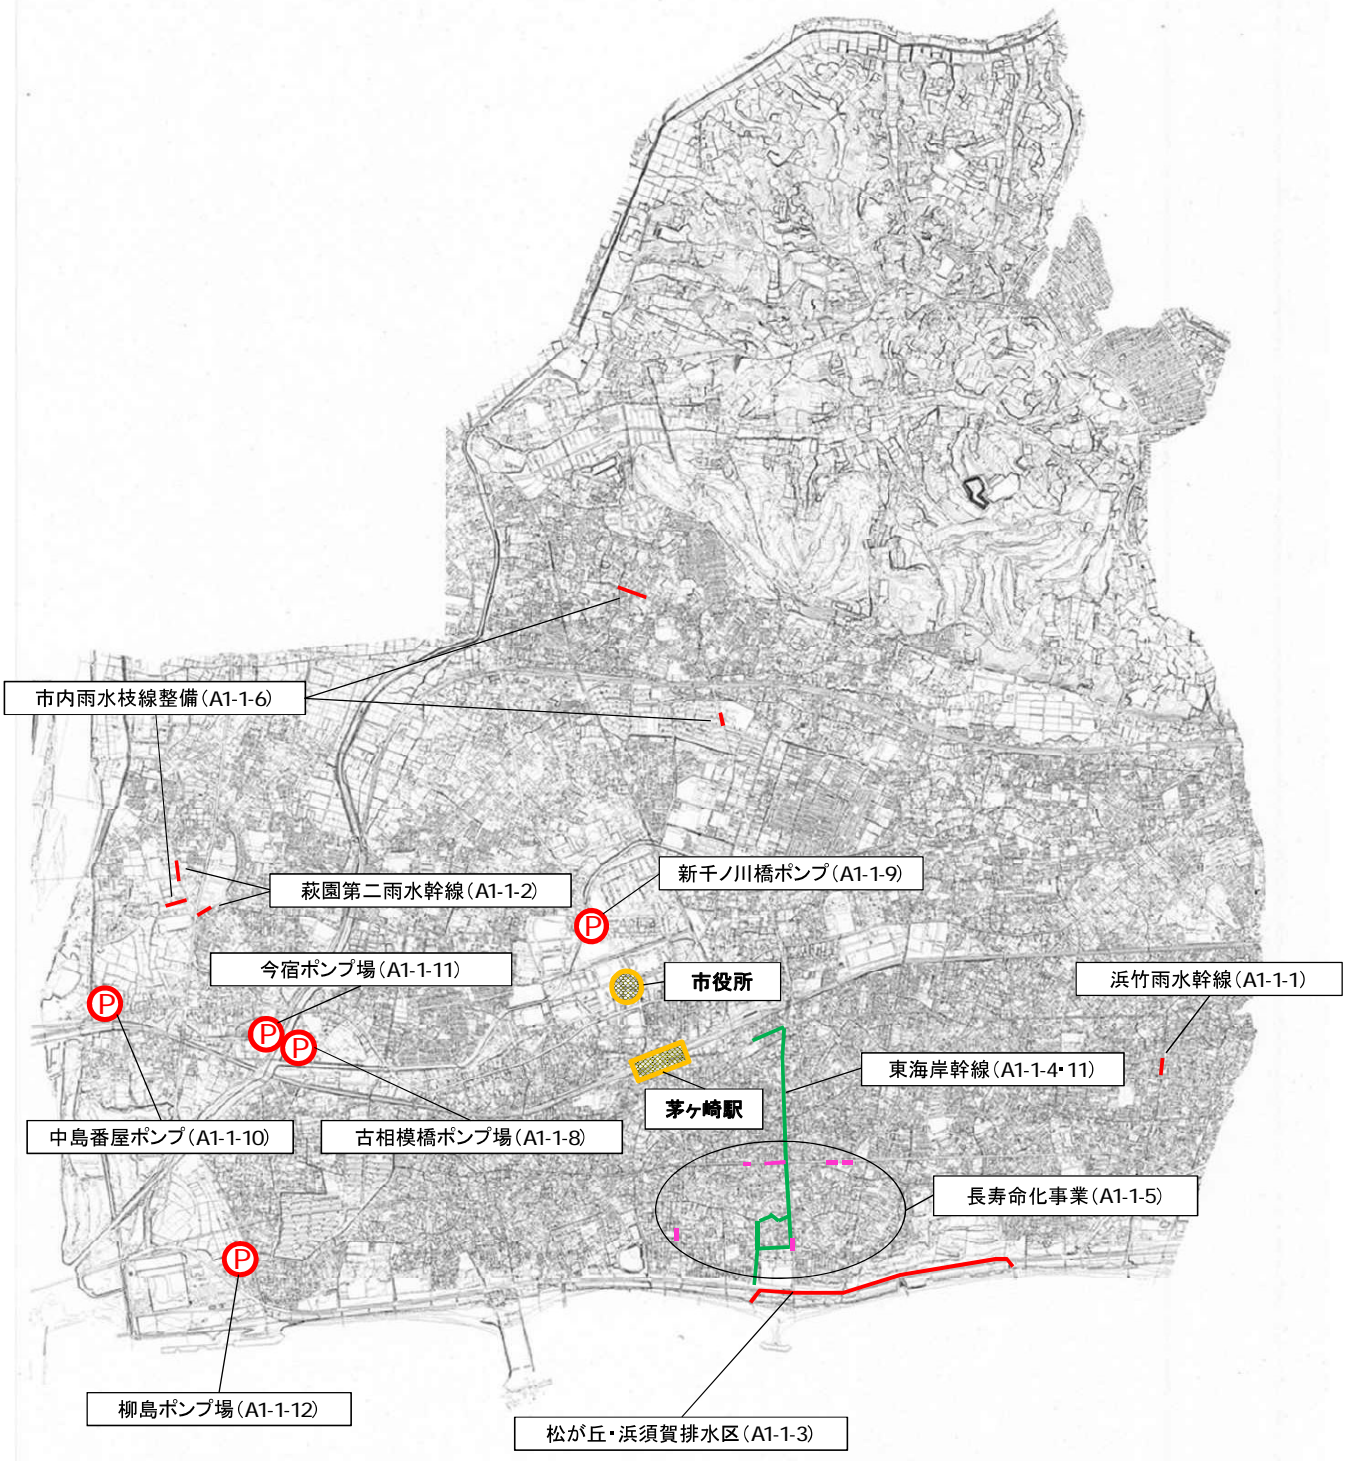 市内雨水枝線整備(A1-1-6)
新千ノ川橋ポンプ(A1-1-9)
萩園第二雨水幹線(A1-1-2)
P
今宿ポンプ場(A1-1-11)
市役所
浜竹雨水幹線(A1-1-1)
P
P
P
東海岸幹線(A1-1-4・11)
茅ヶ崎駅
中島番屋ポンプ(A1-1-10)
古相模橋ポンプ場(A1-1-8)
長寿命化事業(A1-1-5)
P
柳島ポンプ場(A1-1-12)
松が丘・浜須賀排水区(A1-1-3)